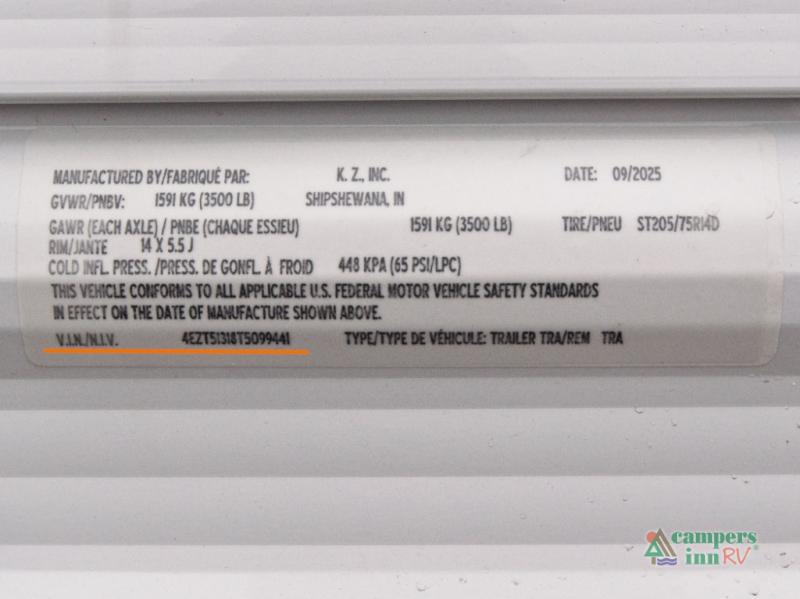 MANUFACTURED BY/FABRIQUÉ PAR: K. Z., INC. DATE: 09/2025
GVWR/PNBV: 1591 KG (3500 LB) SHIPSHEWANA, IN
GAWR (EACH AXLE) / PNBE (CHAQUE ESSIEU) 1591 KG (3500 LB) TIRE/PNEU ST205/75R14D
RIM/JANTE 14 X 5.5 J
COLD INFL. PRESS. /PRESS. DE GONFL. À FROID 448 KPA (65 PSI/LPC)
THIS VEHICLE CONFORMS TO ALL APPLICABLE U.S. FEDERAL MOTOR VEHICLE SAFETY STANDARDS
IN EFFECT ON THE DATE OF MANUFACTURE SHOWN ABOVE.
V.I.N./N.I.V. 4EZT51318T5099441 TYPE/TYPE DE VÉHICULE: TRAILER TRA/REM TRA
campers
inn RV®